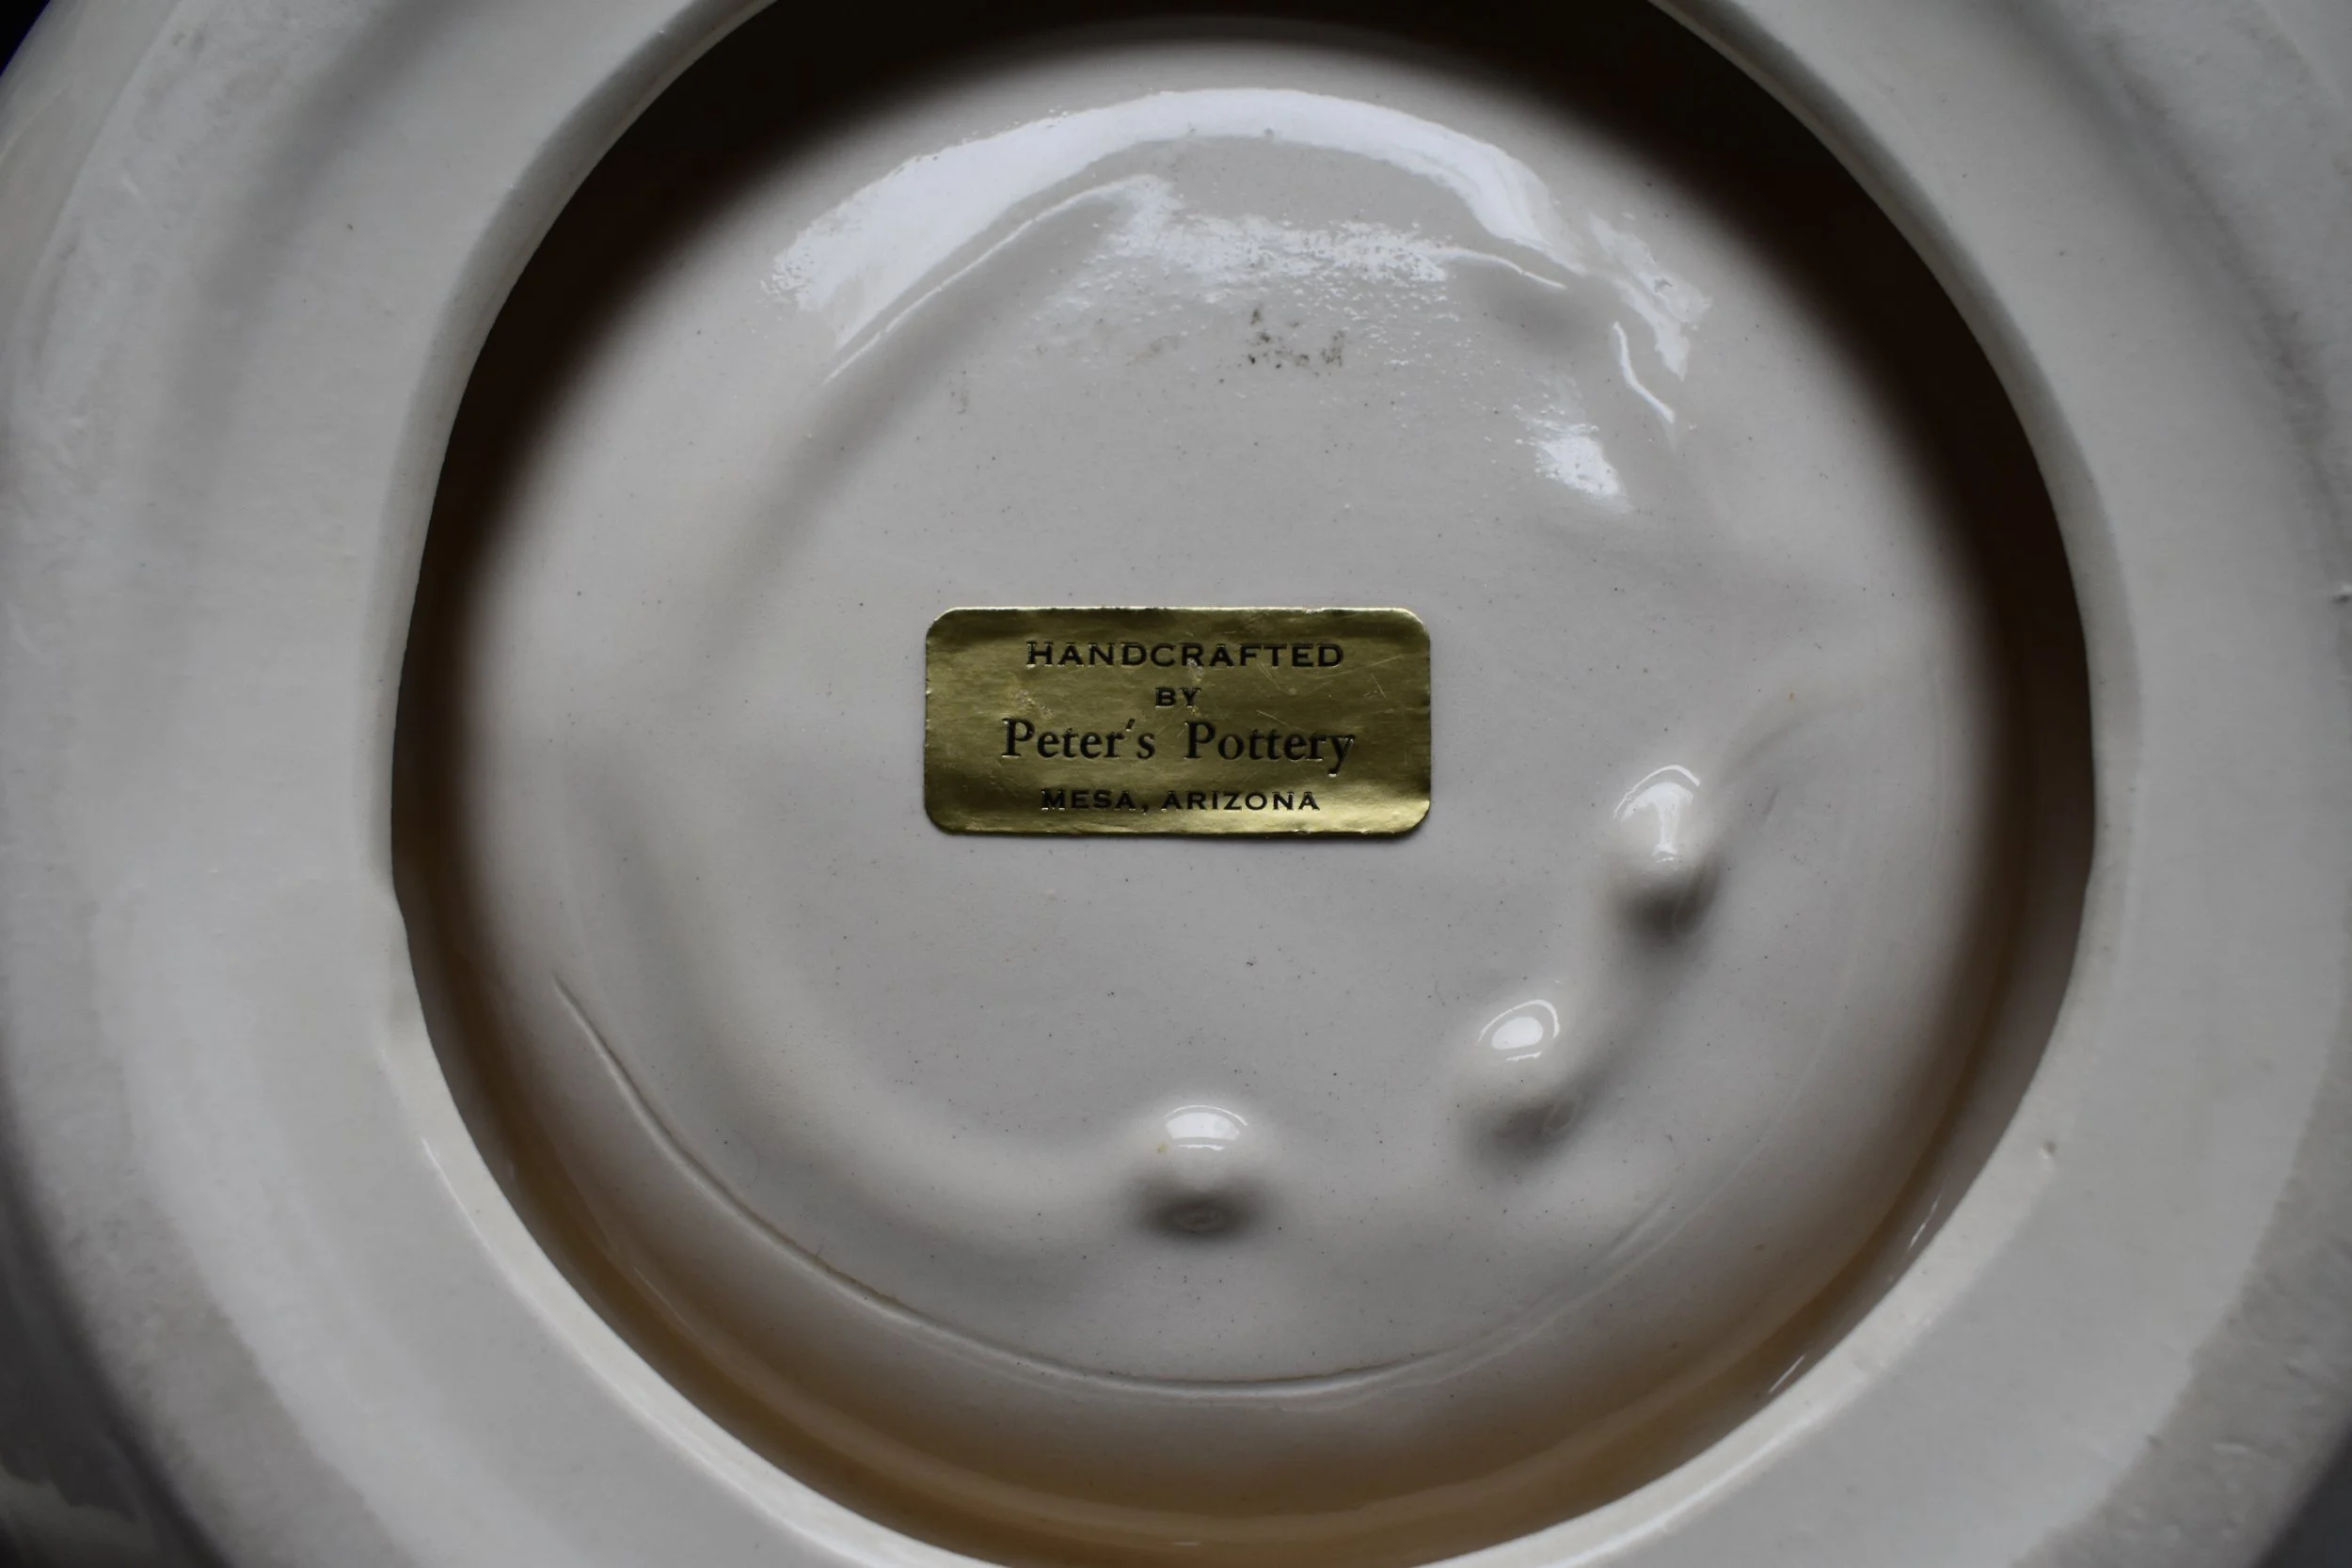 HANDCRAFTED
BY
Peter's Pottery
MESA, ARIZONA